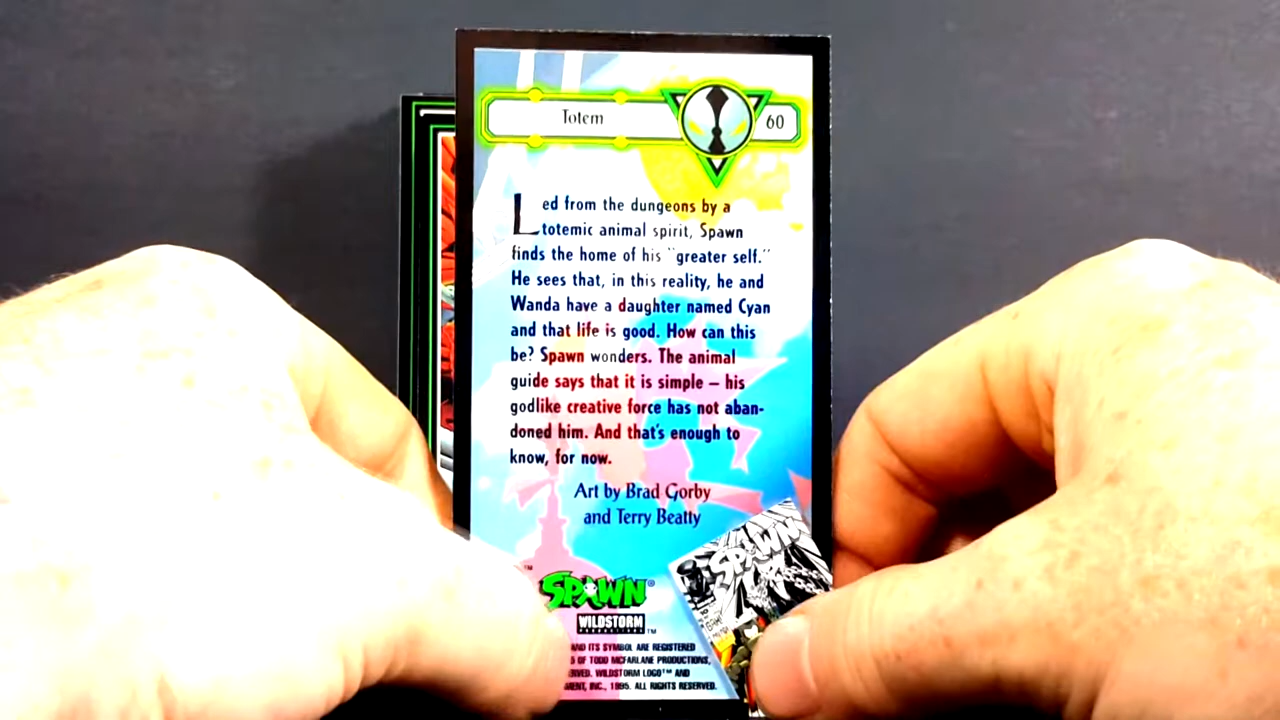 Totem
60
Led from the dungeons by a
totemic animal spirit, Spawn
finds the home of his "greater self."
He sees that, in this reality, he and
Wanda have a daughter named Cyan
and that life is good. How can this
be? Spawn wonders. The animal
guide says that it is simple – his
godlike creative force has not aban-
doned him. And that's enough to
know, for now.
Art by Brad Gorby
and Terry Beatty
SPAWN®
WILDSTORM™
PRODUCTIONS
AND ITS SYMBOL ARE REGISTERED
OF TODD MCFARLANE PRODUCTIONS,
WILDSTORM LOGO™ AND
INC., 1995. ALL RIGHTS RESERVED.
SPAWN